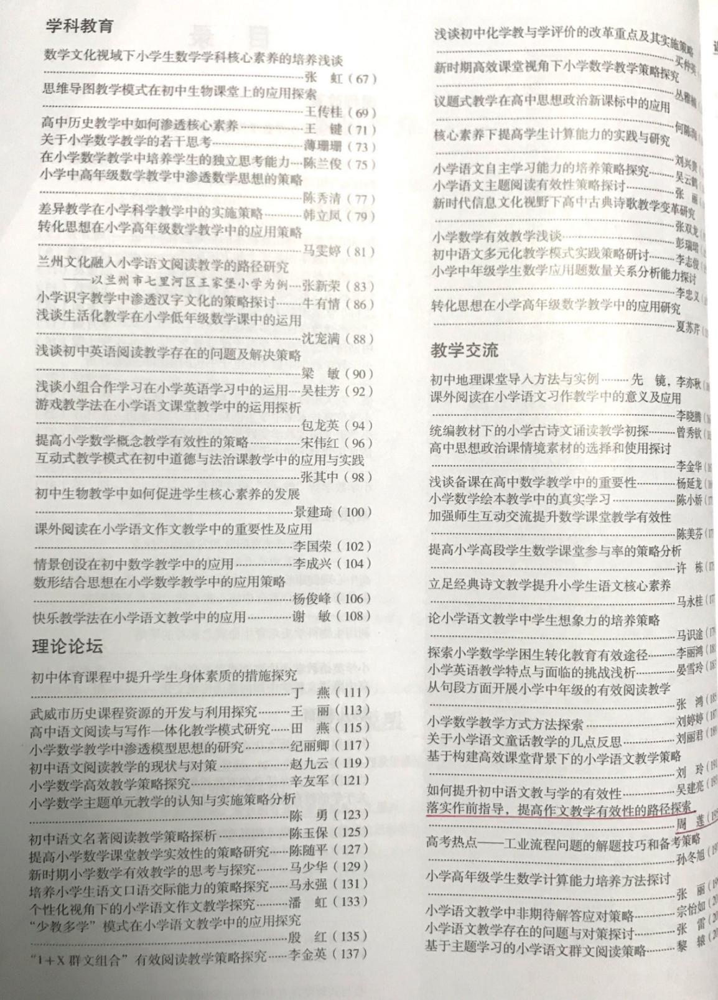 学科教育
数学文化视域下小学生数学学科核心素养的培养浅谈
张　虹（67）
思维导图教学模式在初中生物课堂上的应用探索
王传桂（69）
高中历史教学中如何渗透核心素养 王　键（71）
关于小学数学教学的若干思考 薄珊珊（73）
在小学数学教学中培养学生的独立思考能力 陈兰俊（75）
小学中高年级数学教学中渗透数学思想的策略
陈秀清（77）
差异教学在小学科学教学中的实施策略 韩立凤（79）
转化思想在小学高年级数学教学中的应用策略
马雯婷（81）
兰州文化融入小学语文阅读教学的路径研究
——以兰州市七里河区王家堡小学为例 张新荣（83）
小学识字教学中渗透汉字文化的策略探讨 牛有情（86）
浅谈生活化教学在小学低年级数学课中的运用
沈宠满（88）
浅谈初中英语阅读教学存在的问题及解决策略
梁　敏（90）
浅谈小组合作学习在小学英语学习中的运用 吴桂芳（92）
游戏教学法在小学语文课堂教学中的运用探析
包龙英（94）
提高小学数学概念教学有效性的策略 宋伟红（96）
互动式教学模式在初中道德与法治课教学中的应用与实践
张其中（98）
初中生物教学中如何促进学生核心素养的发展
景建琦（100）
课外阅读在小学语文作文教学中的重要性及应用
李国荣（102）
情景创设在初中数学教学中的应用 李成兴（104）
数形结合思想在小学数学教学中的应用策略
杨俊峰（106）
快乐教学法在小学语文教学中的应用 谢　敏（108）
理论论坛
初中体育课程中提升学生身体素质的措施探究
丁　燕（111）
武威市历史课程资源的开发与利用探究 王　丽（113）
高中语文阅读与写作一体化教学模式研究 田　燕（115）
小学数学教学中渗透模型思想的研究 纪丽卿（117）
初中语文阅读教学的现状与对策 赵九云（119）
小学数学高效教学策略探究 辛友军（121）
小学数学主题单元教学的认知与实施策略分析
陈　勇（123）
初中语文名著阅读教学策略探析 陈玉保（125）
提高小学数学课堂教学实效性的策略研究 陈随平（127）
新时期小学数学有效教学的思考与探究 马少华（129）
培养小学生语文口语交际能力的策略探究 马永强（131）
个性化视角下的小学语文作文教学探究 潘　虹（133）
“少教多学”模式在小学语文教学中的应用探究
殷　红（135）
“1＋X 群文组合”有效阅读教学策略探究 李金英（137）
浅谈初中化学教与学评价的改革重点及其实施策略
买仲英
新时期高效课堂视角下小学数学教学策略探究
丛雅楠
议题式教学在高中思想政治新课标中的应用
何陈
核心素养下提高学生计算能力的实践与研究
刘兴
小学语文自主学习能力的培养策略探究 吴云鹤
小学语文主题阅读有效性策略探讨 张　丽
新时代信息文化视野下高中古典诗歌教学变革研究
张双龙
小学数学有效教学浅谈 彭瑞
初中语文多元化教学模式实践策略研讨 李志俊
小学中年级学生数学应用题数量关系分析能力探讨
李忠义
转化思想在小学高年级数学教学中的应用研究
夏苏芹
教学交流
初中地理课堂导入方法与实例 先　镜，李亦秋
课外阅读在小学语文习作教学中的意义及应用
李晓腾
统编教材下的小学古诗文诵读教学初探 曾秀钦
高中思想政治课情境素材的选择和使用探讨
李金华
浅谈备课在高中数学教学中的重要性 杨延龙
小学数学绘本教学中的真实学习 陈小娇
加强师生互动交流提升数学课堂教学有效性
陈美芬
提高小学高段学生数学课堂参与率的策略分析
许　栋
立足经典诗文教学提升小学生语文核心素养
马永桂
论小学语文教学中学生想象力的培养策略
马识途
探索小学数学学困生转化教育有效途径 李丽鸿
小学英语教学特点与面临的挑战浅析 晏雪玲
从句段方面开展小学中年级的有效阅读教学
张　鸿
小学数学教学方式方法探索 刘婷婷
关于小学语文童话教学的几点反思 刘丽君
基于构建高效课堂背景下的小学语文教学策略
刘　玲
如何提升初中语文教与学的有效性 吴建亮
落实作前指导，提高作文教学有效性的路径探索
周　莲
高考热点——工业流程问题的解题技巧和备考策略
孙冬旭
小学高年级学生数学计算能力培养方法探讨
张　丽
小学语文教学中非期待解答应对策略 宗怡如
小学语文教学存在的问题与对策探讨 张　雷
基于主题学习的小学语文群文阅读策略 黎　辕